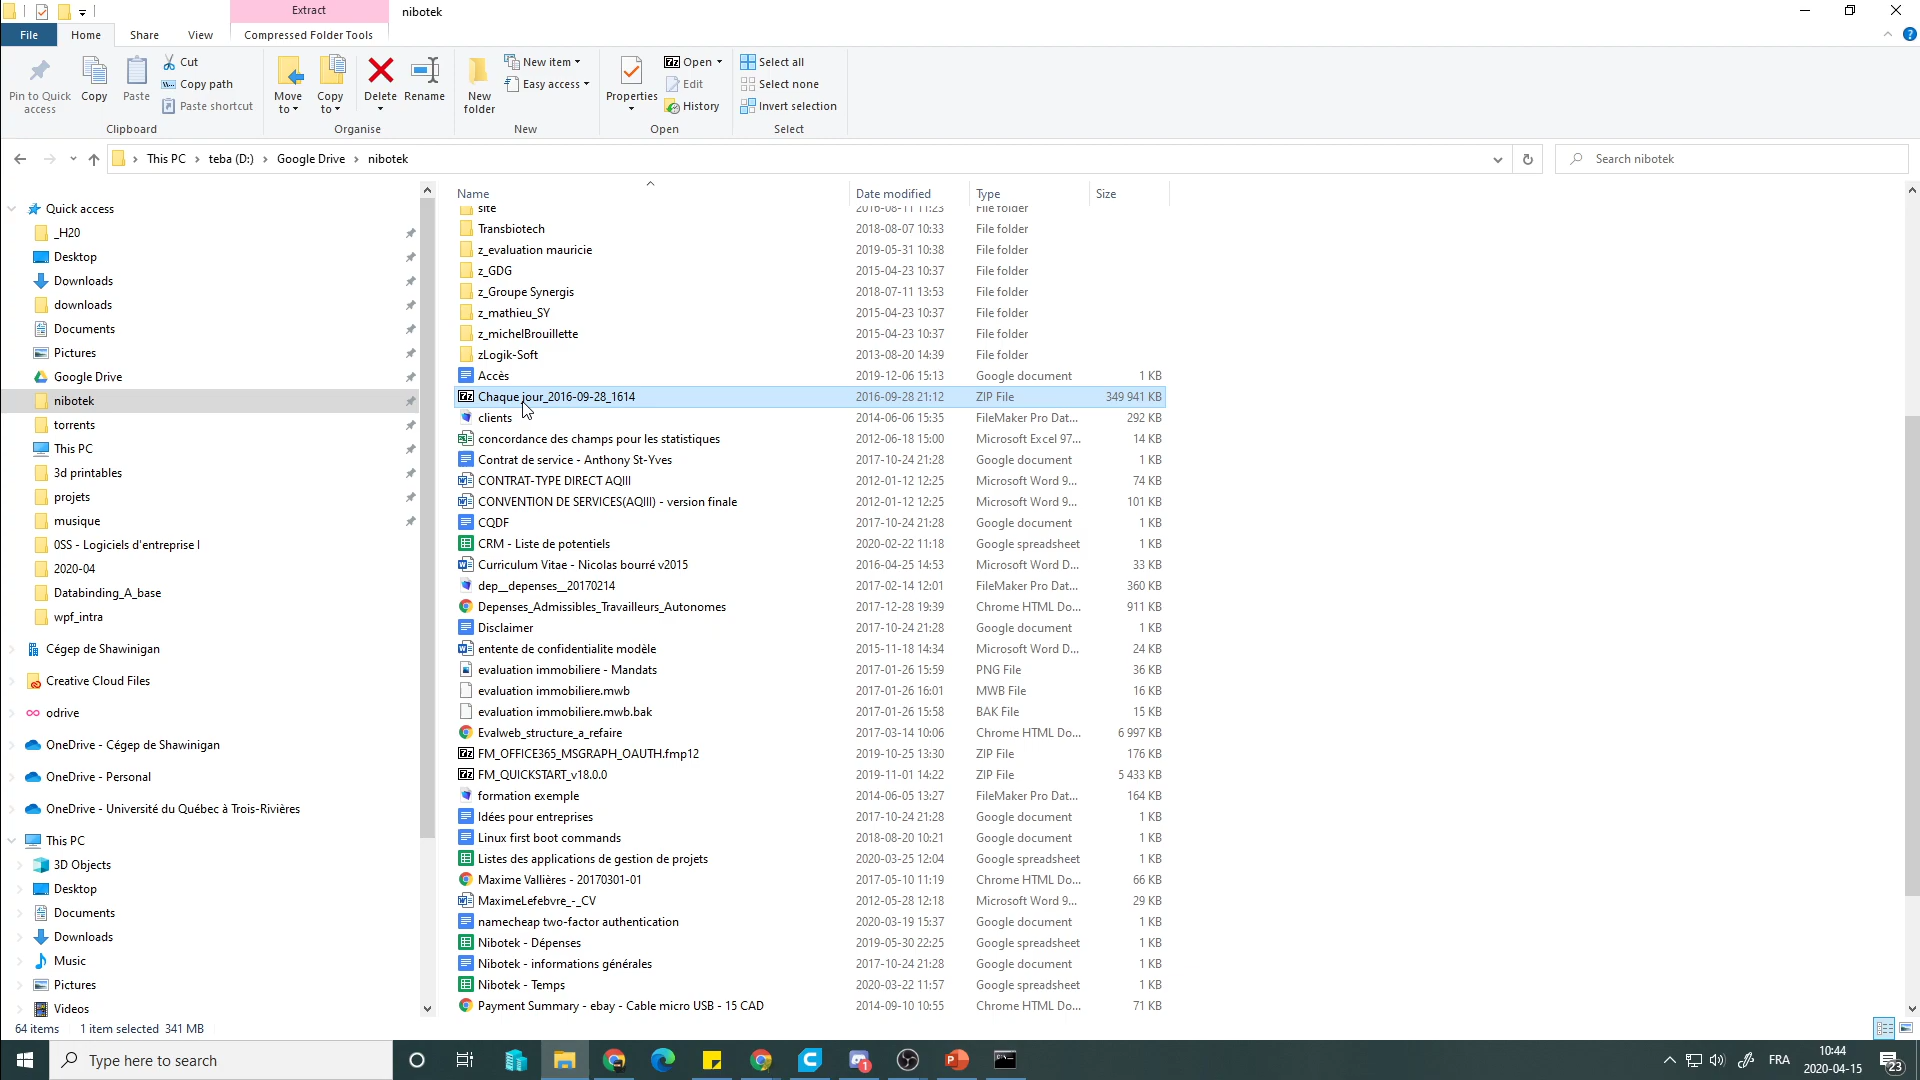 Extract
nibotek
File Home Share View Compressed Folder Tools
Pin to Quick access
Copy
Paste
Cut
Copy path
Paste shortcut
Clipboard
Move to
Copy to
Delete
Rename
Organise
New folder
New item
Easy access
New
Properties
Open
Edit
History
Open
Select all
Select none
Invert selection
Select
This PC > teba (D:) > Google Drive > nibotek
Search nibotek
Quick access
_H20
Desktop
Downloads
downloads
Documents
Pictures
Google Drive
nibotek
torrents
This PC
3d printables
projets
musique
0SS - Logiciels d'entreprise I
2020-04
Databinding_A_base
wpf_intra
Cégep de Shawinigan
Creative Cloud Files
odrive
OneDrive - Cégep de Shawinigan
OneDrive - Personal
OneDrive - Université du Québec à Trois-Rivières
This PC
3D Objects
Desktop
Documents
Downloads
Music
Pictures
Videos
Name Date modified Type Size
site 2016-08-11 11:23 File folder
Transbiotech 2018-08-07 10:33 File folder
z_evaluation mauricie 2019-05-31 10:38 File folder
z_GDG 2015-04-23 10:37 File folder
z_Groupe Synergis 2018-07-11 13:53 File folder
z_mathieu_SY 2015-04-23 10:37 File folder
z_michelBrouillette 2015-04-23 10:37 File folder
zLogik-Soft 2013-08-20 14:39 File folder
Accès 2019-12-06 15:13 Google document 1 KB
Chaque jour_2016-09-28_1614 2016-09-28 21:12 ZIP File 349 941 KB
clients 2014-06-06 15:35 FileMaker Pro Dat... 292 KB
concordance des champs pour les statistiques 2012-06-18 15:00 Microsoft Excel 97... 14 KB
Contrat de service - Anthony St-Yves 2017-10-24 21:28 Google document 1 KB
CONTRAT-TYPE DIRECT AQIII 2012-01-12 12:25 Microsoft Word 9... 74 KB
CONVENTION DE SERVICES(AQIII) - version finale 2012-01-12 12:25 Microsoft Word 9... 101 KB
CQDF 2017-10-24 21:28 Google document 1 KB
CRM - Liste de potentiels 2020-02-22 11:18 Google spreadsheet 1 KB
Curriculum Vitae - Nicolas bourré v2015 2016-04-25 14:53 Microsoft Word D... 33 KB
dep__depenses__20170214 2017-02-14 12:01 FileMaker Pro Dat... 360 KB
Depenses_Admissibles_Travailleurs_Autonomes 2017-12-28 19:39 Chrome HTML Do... 911 KB
Disclaimer 2017-10-24 21:28 Google document 1 KB
entente de confidentialite modèle 2015-11-18 14:34 Microsoft Word D... 24 KB
evaluation immobiliere - Mandats 2017-01-26 15:59 PNG File 36 KB
evaluation immobiliere.mwb 2017-01-26 16:01 MWB File 16 KB
evaluation immobiliere.mwb.bak 2017-01-26 15:58 BAK File 15 KB
Evalweb_structure_a_refaire 2017-03-14 10:06 Chrome HTML Do... 6 997 KB
FM_OFFICE365_MSGRAPH_OAUTH.fmp12 2019-10-25 13:30 ZIP File 176 KB
FM_QUICKSTART_v18.0.0 2019-11-01 14:22 ZIP File 5 433 KB
formation exemple 2014-06-05 13:27 FileMaker Pro Dat... 164 KB
Idées pour entreprises 2017-10-24 21:28 Google document 1 KB
Linux first boot commands 2018-08-20 10:21 Google document 1 KB
Listes des applications de gestion de projets 2020-03-25 12:04 Google spreadsheet 1 KB
Maxime Vallières - 20170301-01 2017-05-10 11:19 Chrome HTML Do... 66 KB
MaximeLefebvre_-_CV 2012-05-28 12:18 Microsoft Word 9... 29 KB
namecheap two-factor authentication 2020-03-19 15:37 Google document 1 KB
Nibotek - Dépenses 2019-05-30 22:25 Google spreadsheet 1 KB
Nibotek - informations générales 2017-10-24 21:28 Google document 1 KB
Nibotek - Temps 2020-03-22 11:57 Google spreadsheet 1 KB
Payment Summary - ebay - Cable micro USB - 15 CAD 2014-09-10 10:55 Chrome HTML Do... 71 KB
64 items 1 item selected 341 MB
Type here to search
FRA
10:44
2020-04-15
23